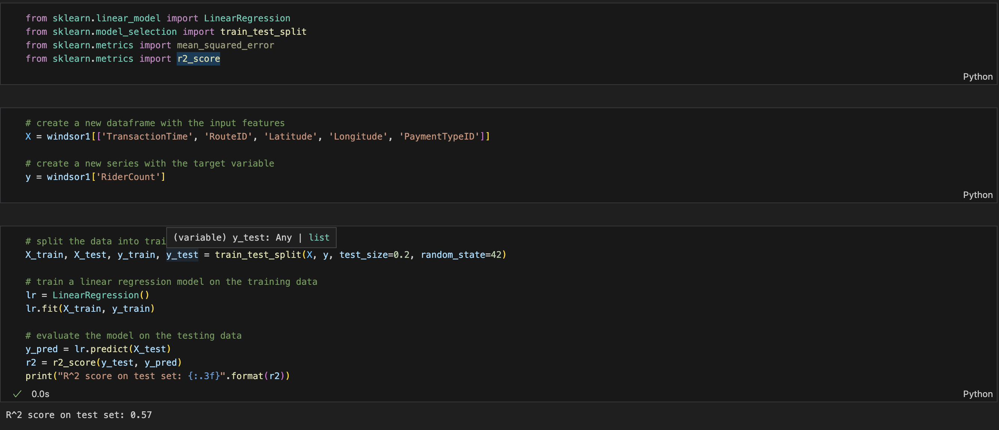 from sklearn.linear_model import LinearRegression
from sklearn.model_selection import train_test_split
from sklearn.metrics import mean_squared_error
from sklearn.metrics import r2_score
Python
# create a new dataframe with the input features
X = windsor1[['TransactionTime', 'RouteID', 'Latitude', 'Longitude', 'PaymentTypeID']]
# create a new series with the target variable
y = windsor1['RiderCount']
Python
(variable) y_test: Any | list
# split the data into trai
X_train, X_test, y_train, y_test = train_test_split(X, y, test_size=0.2, random_state=42)
# train a linear regression model on the training data
lr = LinearRegression()
lr.fit(X_train, y_train)
# evaluate the model on the testing data
y_pred = lr.predict(X_test)
r2 = r2_score(y_test, y_pred)
print("R^2 score on test set: {:.3f}".format(r2))
✓ 0.0s
Python
R^2 score on test set: 0.57